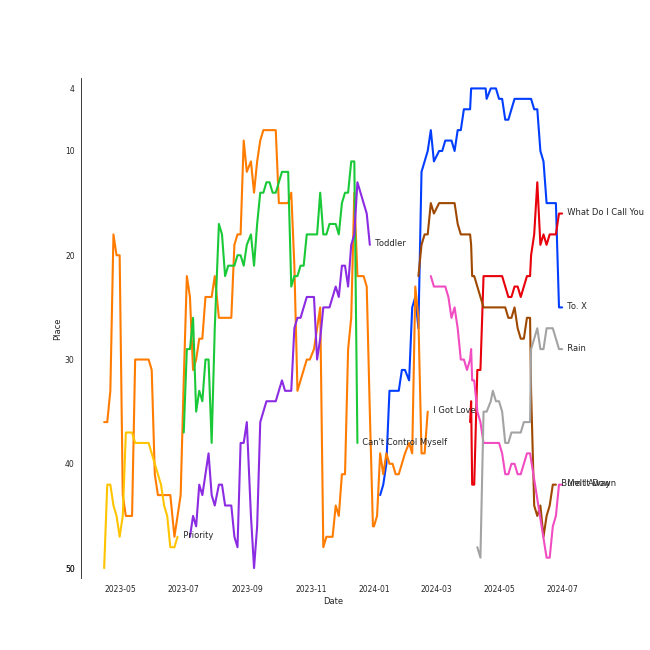 4
10
20
30
40
50
Place
What Do I Call You
Toddler
To. X
Rain
I Got Love
Can't Control Myself
Priority
2023-05
2023-07
2023-09
2023-11
2024-01
2024-03
2024-05
2024-07
Date